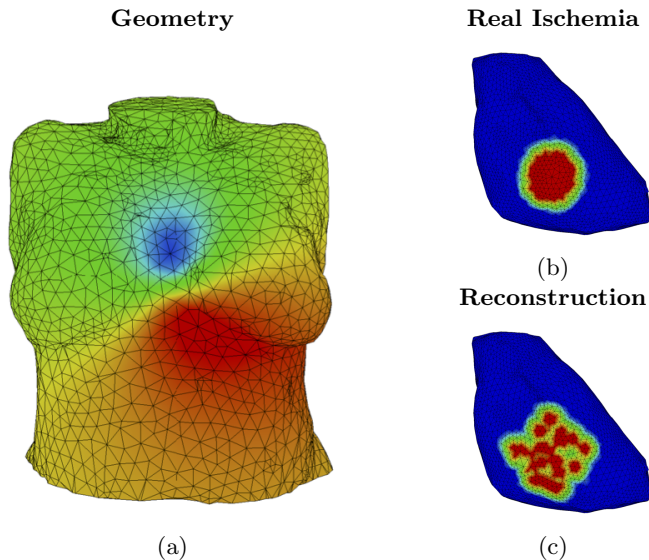 Geometry
Real Ischemia
(b)
Reconstruction
(a)
(c)